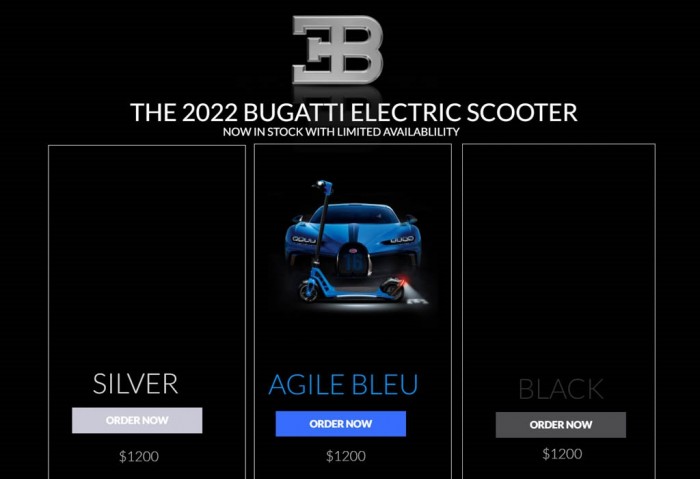 EB
THE 2022 BUGATTI ELECTRIC SCOOTER
NOW IN STOCK WITH LIMITED AVAILABLILITY
SILVER
ORDER NOW
$1200
AGILE BLEU
ORDER NOW
$1200
BLACK
ORDER NOW
$1200